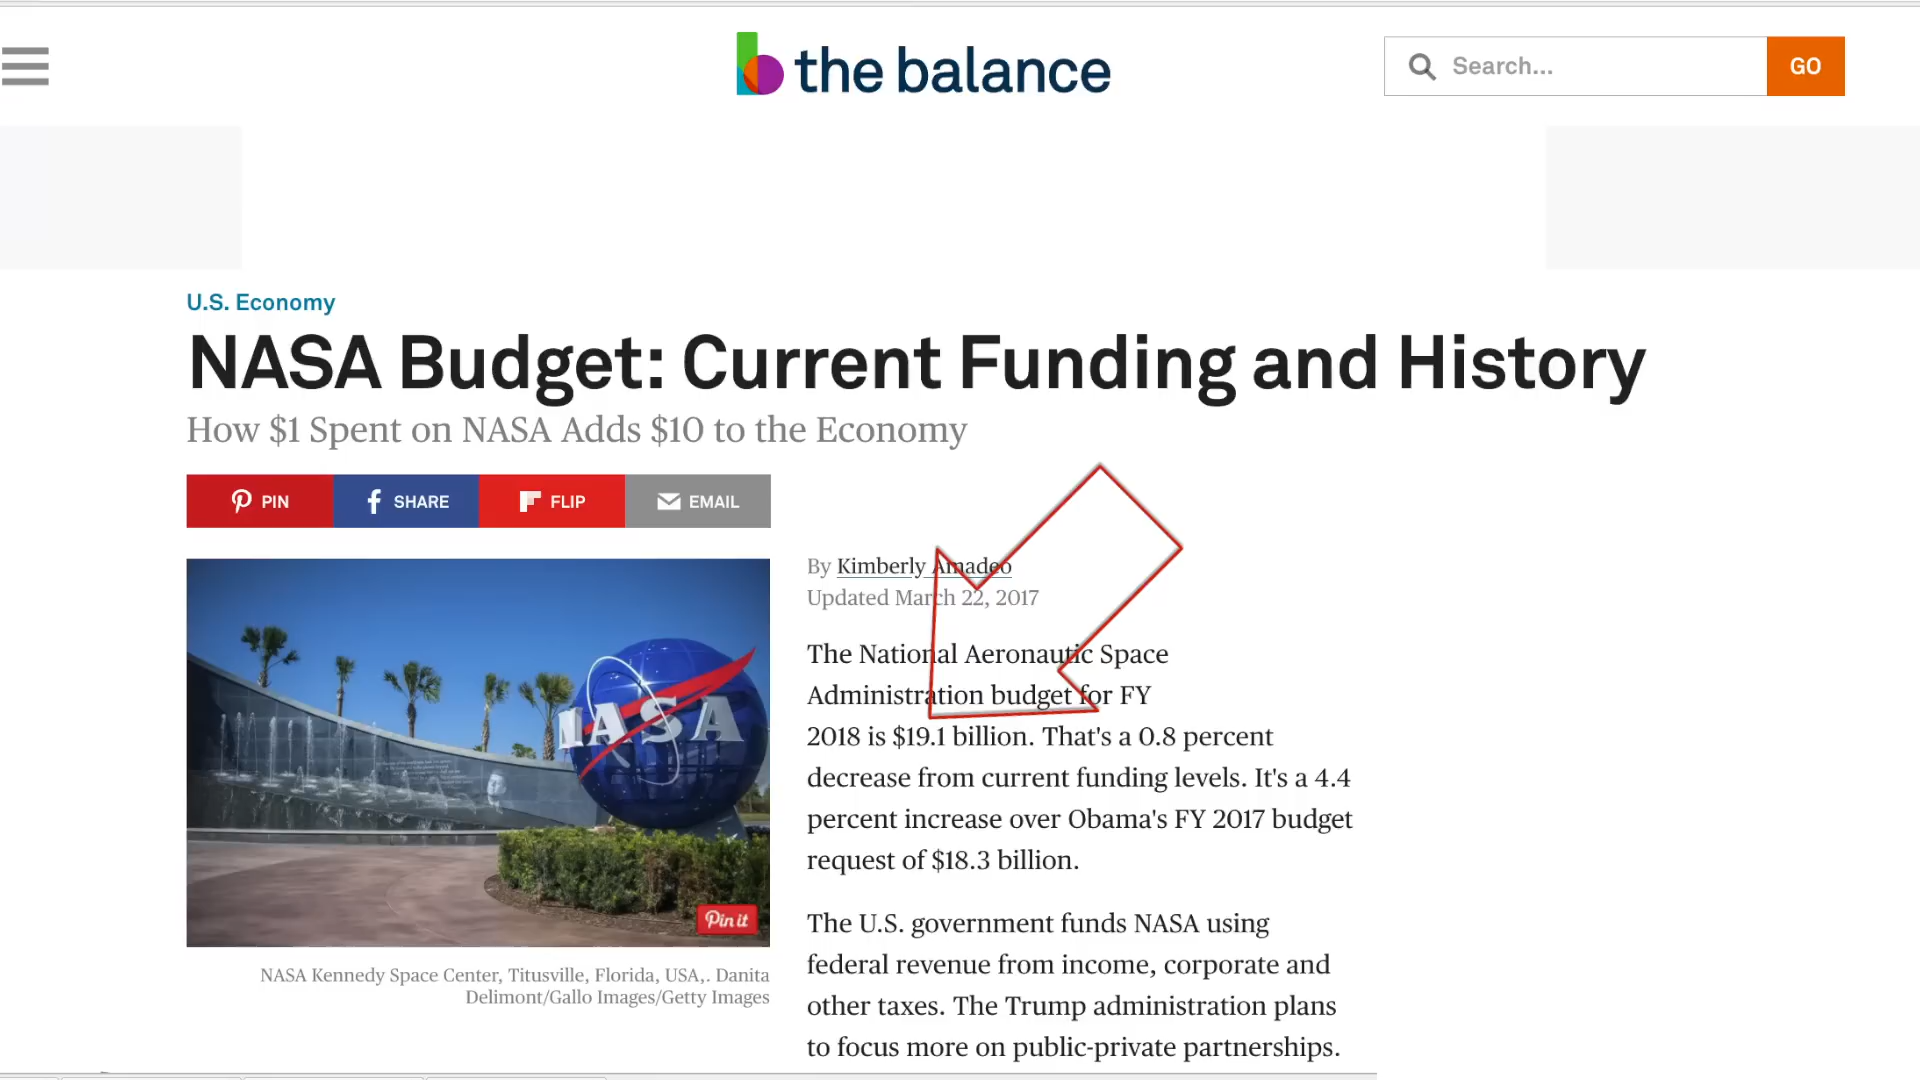 the balance
Search...
GO
U.S. Economy
NASA Budget: Current Funding and History
How $1 Spent on NASA Adds $10 to the Economy
PIN
SHARE
FLIP
EMAIL
By Kimberly Amadeo
Updated March 22, 2017
The National Aeronautic Space
Administration budget for FY
2018 is $19.1 billion. That's a 0.8 percent
decrease from current funding levels. It's a 4.4
percent increase over Obama's FY 2017 budget
request of $18.3 billion.
NASA
Pin it
NASA Kennedy Space Center, Titusville, Florida, USA,. Danita
Delimont/Gallo Images/Getty Images
The U.S. government funds NASA using
federal revenue from income, corporate and
other taxes. The Trump administration plans
to focus more on public-private partnerships.